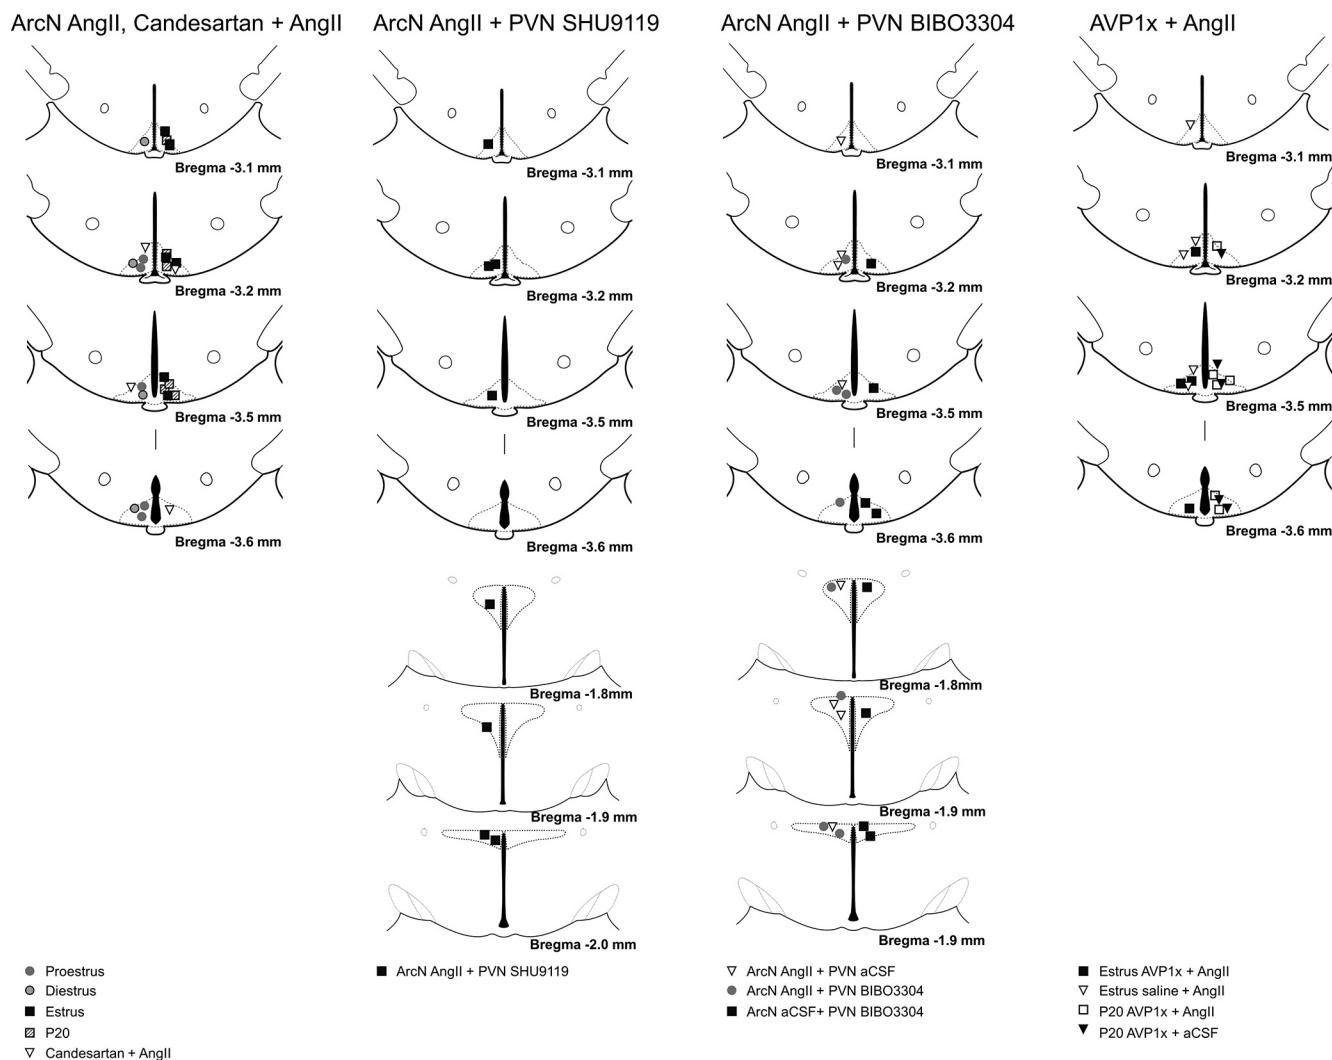 ArcN AngII, Candesartan + AngII
Bregma -3.1 mm
Bregma -3.2 mm
Bregma -3.5 mm
Bregma -3.6 mm
Proestrus
Diestrus
Estrus
P20
Candesartan + AngII
ArcN AngII + PVN SHU9119
Bregma -3.1 mm
Bregma -3.2 mm
Bregma -3.5 mm
Bregma -3.6 mm
Bregma -1.8mm
Bregma -1.9 mm
Bregma -2.0 mm
ArcN AngII + PVN SHU9119
ArcN AngII + PVN BIBO3304
Bregma -3.1 mm
Bregma -3.2 mm
Bregma -3.5 mm
Bregma -3.6 mm
Bregma -1.8mm
Bregma -1.9 mm
Bregma -1.9 mm
ArcN AngII + PVN aCSF
ArcN AngII + PVN BIBO3304
ArcN aCSF+ PVN BIBO3304
AVP1x + AngII
Bregma -3.1 mm
Bregma -3.2 mm
Bregma -3.5 mm
Bregma -3.6 mm
Estrus AVP1x + AngII
Estrus saline + AngII
P20 AVP1x + AngII
P20 AVP1x + aCSF